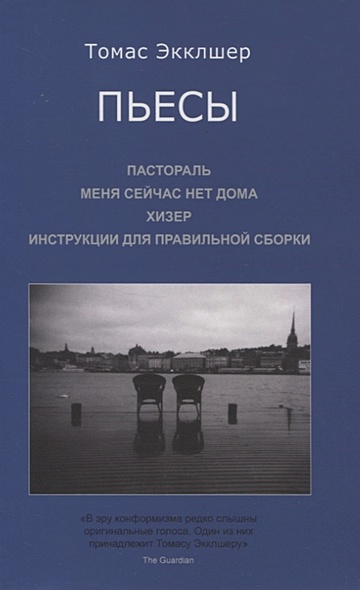 Томас Экклшер
ПЬЕСЫ
ПАСТОРАЛЬ
МЕНЯ СЕЙЧАС НЕТ ДОМА
ХИЗЕР
ИНСТРУКЦИИ ДЛЯ ПРАВИЛЬНОЙ СБОРКИ
«В эру конформизма редко слышны
оригинальные голоса. Один из них
принадлежит Томасу Экклшеру»
The Guardian